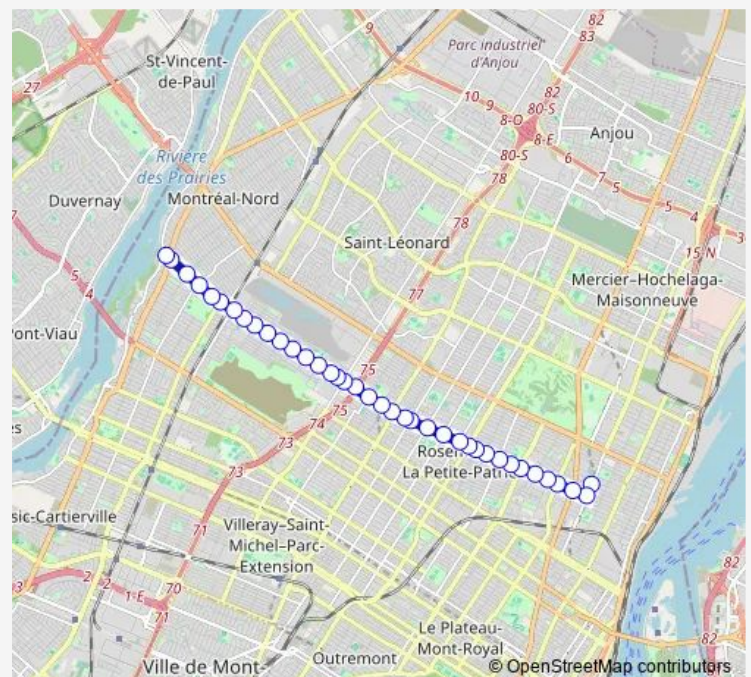 82
83
St-Vincent-
de-Paul
Parc industriel
d'Anjou
27
10
9
82
80-S
8-O
8-E
80-S
Anjou
6
7
5
5
4
3
15 N
Rivière
des Prairies
Duvernay
Montréal-Nord
78
78
Saint-Léonard
77
7
5
4
Mercier–Hochelaga-
Maisonneuve
Pont-Viau
75
75
74
73
73
71
La Petite-Patrie
sic-Cartierville
Villeray–Saint-
Michel–Parc-
Extension
3
2
2
1 E
70
71
82
82
Le Plateau-
Mont-Royal
Outremont
Ville de Mont-
© OpenStreetMap contributors